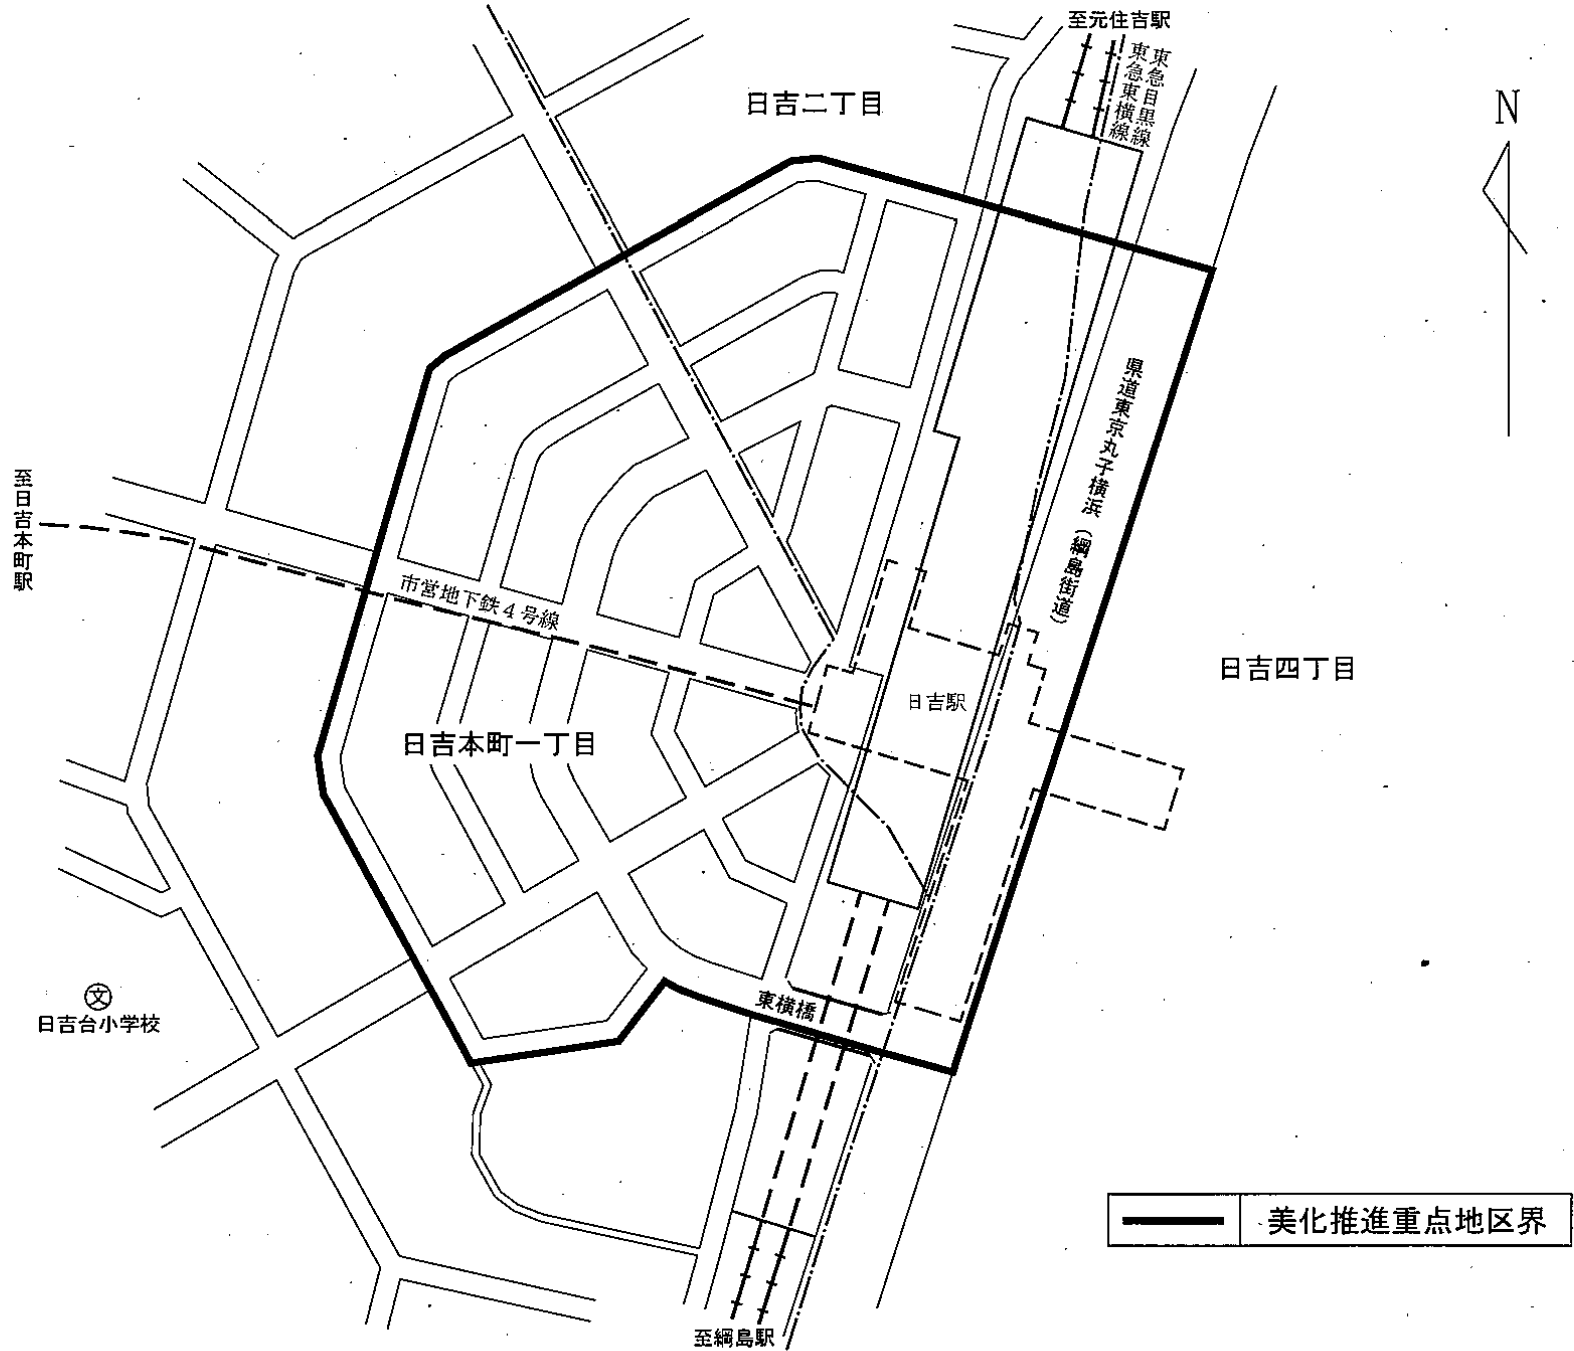 至元住吉駅
東急目黒線
東急東横線
日吉二丁目
N
県道東京丸子横浜（綱島街道）
至日吉本町駅
市営地下鉄4号線
日吉四丁目
日吉駅
日吉本町一丁目
文
日吉台小学校
東横橋
美化推進重点地区界
至綱島駅